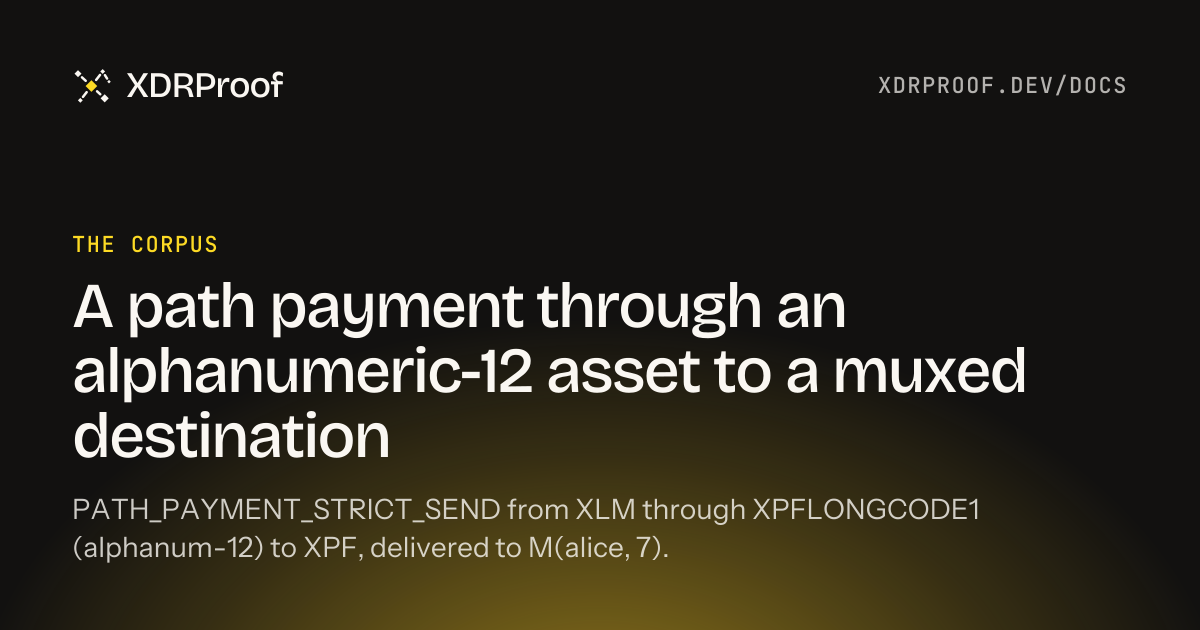 XDRProof
XDRPROOF.DEV/DOCS
THE CORPUS
A path payment through an
alphanumeric-12 asset to a muxed
destination
PATH_PAYMENT_STRICT_SEND from XLM through XPFLONGCODE1
(alphanum-12) to XPF, delivered to M(alice, 7).